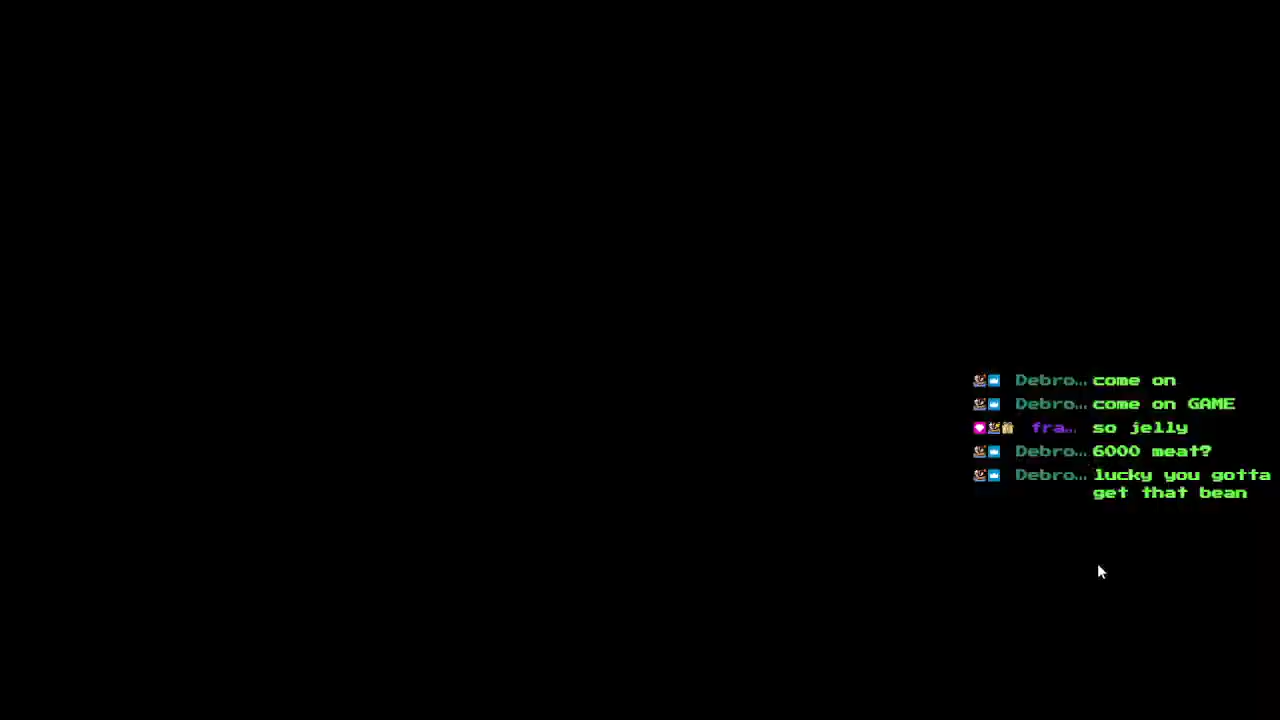 Debro… come on
Debro… come on GAME
fra… so jelly
Debro… 6000 meat?
Debro… lucky you gotta
get that bean